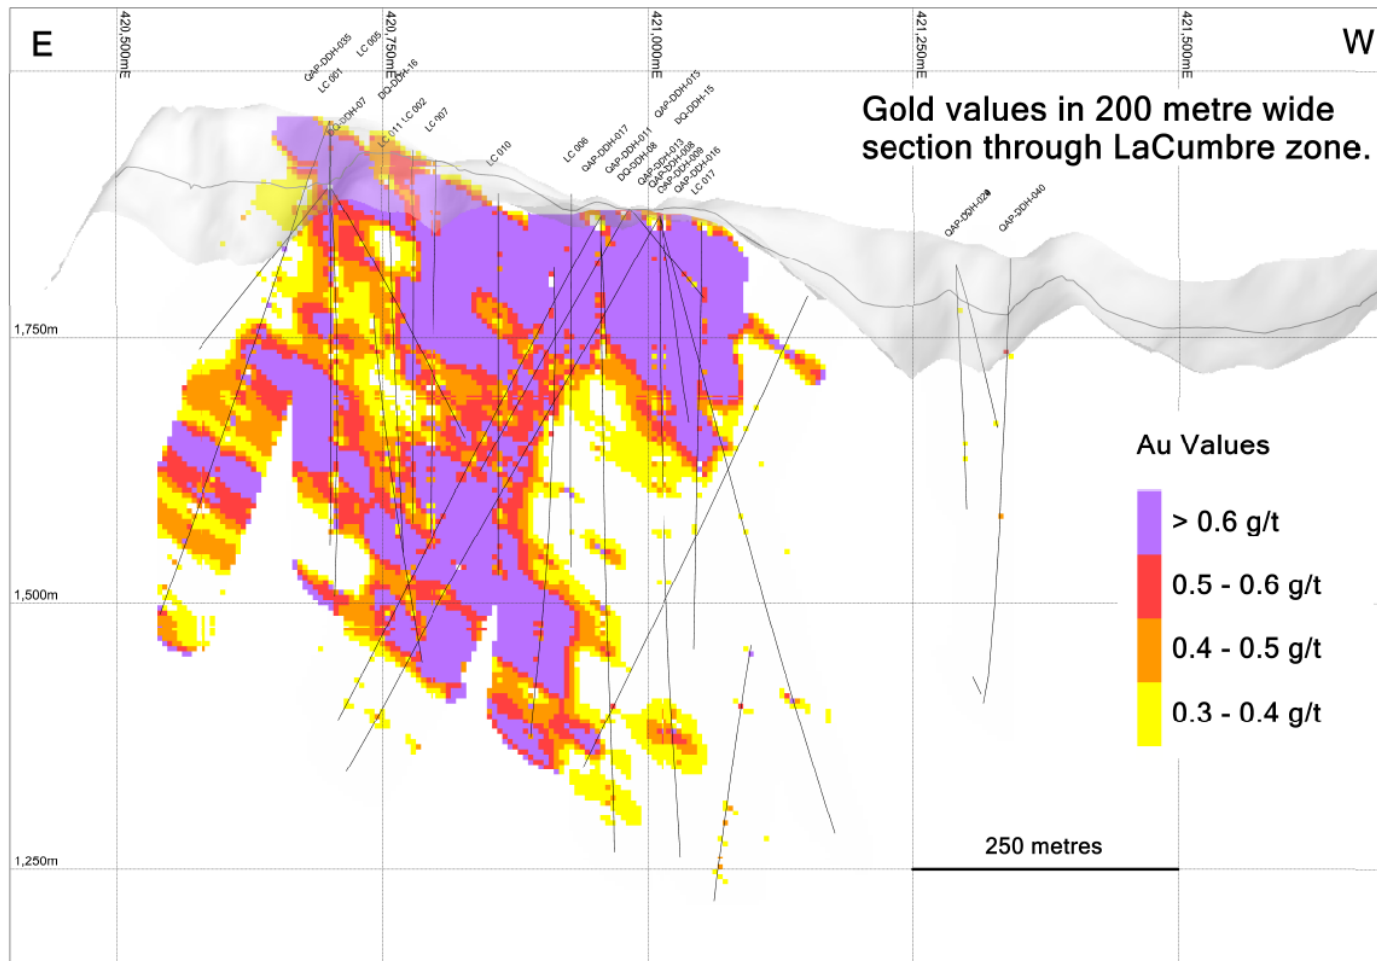 420,500mE
420,750mE
421,000mE
421,250mE
421,500mE
E
W
QAP-DDH-035
LC 001
LC 005
DQ-DDH-16
DQ-DDH-07
LC 011
LC 002
LC 007
LC 010
LC 006
QAP-DDH-017
QAP-DDH-011
DQ-DDH-08
QAP-DDH-013
QAP-DDH-008
QAP-DDH-009
QAP-DDH-016
LC 017
DQ-DDH-15
QAP-DDH-040
Gold values in 200 metre wide
section through LaCumbre zone.
1,750m
1,500m
1,250m
Au Values
> 0.6 g/t
0.5 - 0.6 g/t
0.4 - 0.5 g/t
0.3 - 0.4 g/t
250 metres